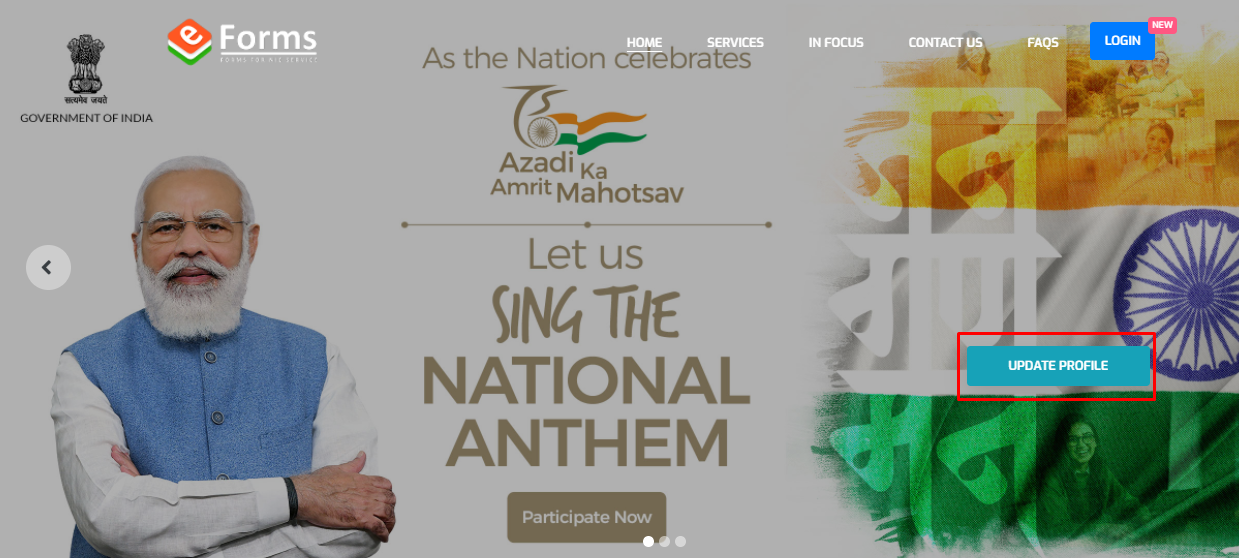 e Forms
FORMS FOR NIC SERVICE
HOME
SERVICES
IN FOCUS
CONTACT US
FAQS
LOGIN
NEW
सत्यमेव जयते
GOVERNMENT OF INDIA
As the Nation celebrates
75
Azadi Ka
Amrit Mahotsav
Let us
SING THE
NATIONAL
ANTHEM
Participate Now
जन
गण
मन
UPDATE PROFILE